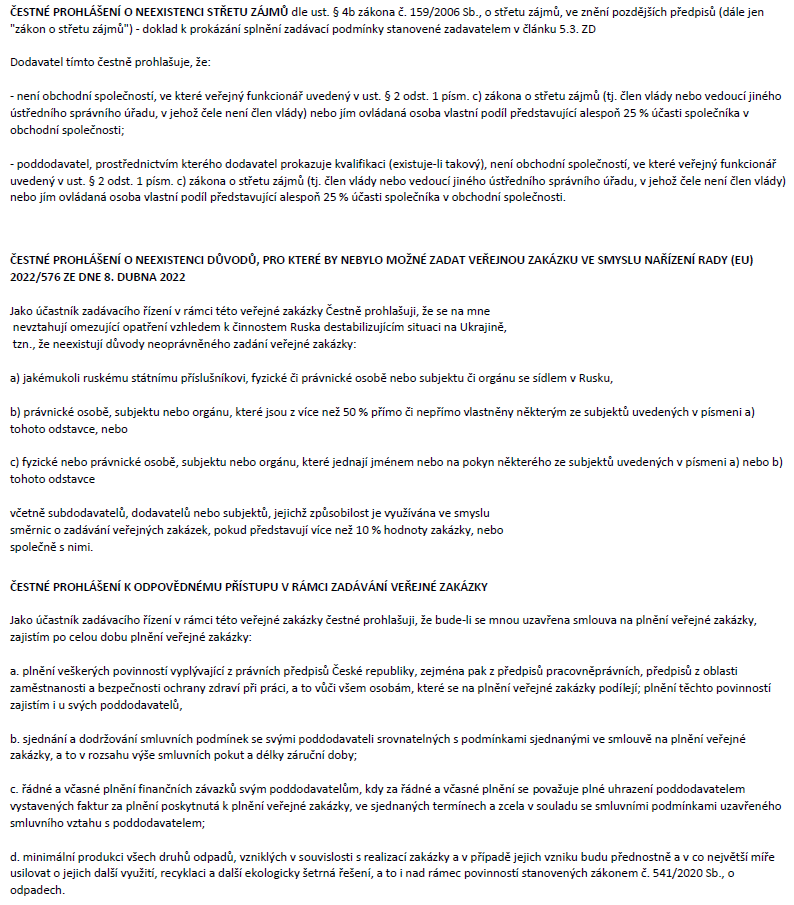 ČESTNÉ PROHLÁŠENÍ O NEEXISTENCI STŘETU ZÁJMŮ dle ust. § 4b zákona č. 159/2006 Sb., o střetu zájmů, ve znění pozdějších předpisů (dále jen
"zákon o střetu zájmů") - doklad k prokázání splnění zadávací podmínky stanovené zadavatelem v článku 5.3. ZD
Dodavatel tímto čestně prohlašuje, že:
- není obchodní společností, ve které veřejný funkcionář uvedený v ust. § 2 odst. 1 písm. c) zákona o střetu zájmů (tj. člen vlády nebo vedoucí jiného
ústředního správního úřadu, v jehož čele není člen vlády) nebo jím ovládaná osoba vlastní podíl představující alespoň 25 % účasti společníka v
obchodní společnosti;
- poddodavatel, prostřednictvím kterého dodavatel prokazuje kvalifikaci (existuje-li takový), není obchodní společností, ve které veřejný funkcionář
uvedený v ust. § 2 odst. 1 písm. c) zákona o střetu zájmů (tj. člen vlády nebo vedoucí jiného ústředního správního úřadu, v jehož čele není člen vlády)
nebo jím ovládaná osoba vlastní podíl představující alespoň 25 % účasti společníka v obchodní společnosti.
ČESTNÉ PROHLÁŠENÍ O NEEXISTENCI DŮVODŮ, PRO KTERÉ BY NEBYLO MOŽNÉ ZADAT VEŘEJNOU ZAKÁZKU VE SMYSLU NAŘÍZENÍ RADY (EU)
2022/576 ZE DNE 8. DUBNA 2022
Jako účastník zadávacího řízení v rámci této veřejné zakázky Čestně prohlašuji, že se na mne
nevztahují omezující opatření vzhledem k činnostem Ruska destabilizujícím situaci na Ukrajině,
tzn., že neexistují důvody neoprávněného zadání veřejné zakázky:
a) jakémukoli ruskému státnímu příslušníkovi, fyzické či právnické osobě nebo subjektu či orgánu se sídlem v Rusku,
b) právnické osobě, subjektu nebo orgánu, které jsou z více než 50 % přímo či nepřímo vlastněny některým ze subjektů uvedených v písmeni a)
tohoto odstavce, nebo
c) fyzické nebo právnické osobě, subjektu nebo orgánu, které jednají jménem nebo na pokyn některého ze subjektů uvedených v písmeni a) nebo b)
tohoto odstavce
včetně subdodavatelů, dodavatelů nebo subjektů, jejichž způsobilost je využívána ve smyslu
směrnic o zadávání veřejných zakázek, pokud představují více než 10 % hodnoty zakázky, nebo
společně s nimi.
ČESTNÉ PROHLÁŠENÍ K ODPOVĚDNÉMU PŘÍSTUPU V RÁMCI ZADÁVÁNÍ VEŘEJNÉ ZAKÁZKY
Jako účastník zadávacího řízení v rámci této veřejné zakázky čestné prohlašuji, že bude-li se mnou uzavřena smlouva na plnění veřejné zakázky,
zajistím po celou dobu plnění veřejné zakázky:
a. plnění veškerých povinností vyplývající z právních předpisů České republiky, zejména pak z předpisů pracovněprávních, předpisů z oblasti
zaměstnanosti a bezpečnosti ochrany zdraví při práci, a to vůči všem osobám, které se na plnění veřejné zakázky podílejí; plnění těchto povinností
zajistím i u svých poddodavatelů,
b. sjednání a dodržování smluvních podmínek se svými poddodavateli srovnatelných s podmínkami sjednanými ve smlouvě na plnění veřejné
zakázky, a to v rozsahu výše smluvních pokut a délky záruční doby;
c. řádné a včasné plnění finančních závazků svým poddodavatelům, kdy za řádné a včasné plnění se považuje plné uhrazení poddodavatelem
vystavených faktur za plnění poskytnutá k plnění veřejné zakázky, ve sjednaných termínech a zcela v souladu se smluvními podmínkami uzavřeného
smluvního vztahu s poddodavatelem;
d. minimální produkci všech druhů odpadů, vzniklých v souvislosti s realizací zakázky a v případě jejich vzniku budu přednostně a v co největší míře
usilovat o jejich další využití, recyklaci a další ekologicky šetrná řešení, a to i nad rámec povinností stanovených zákonem č. 541/2020 Sb., o
odpadech.